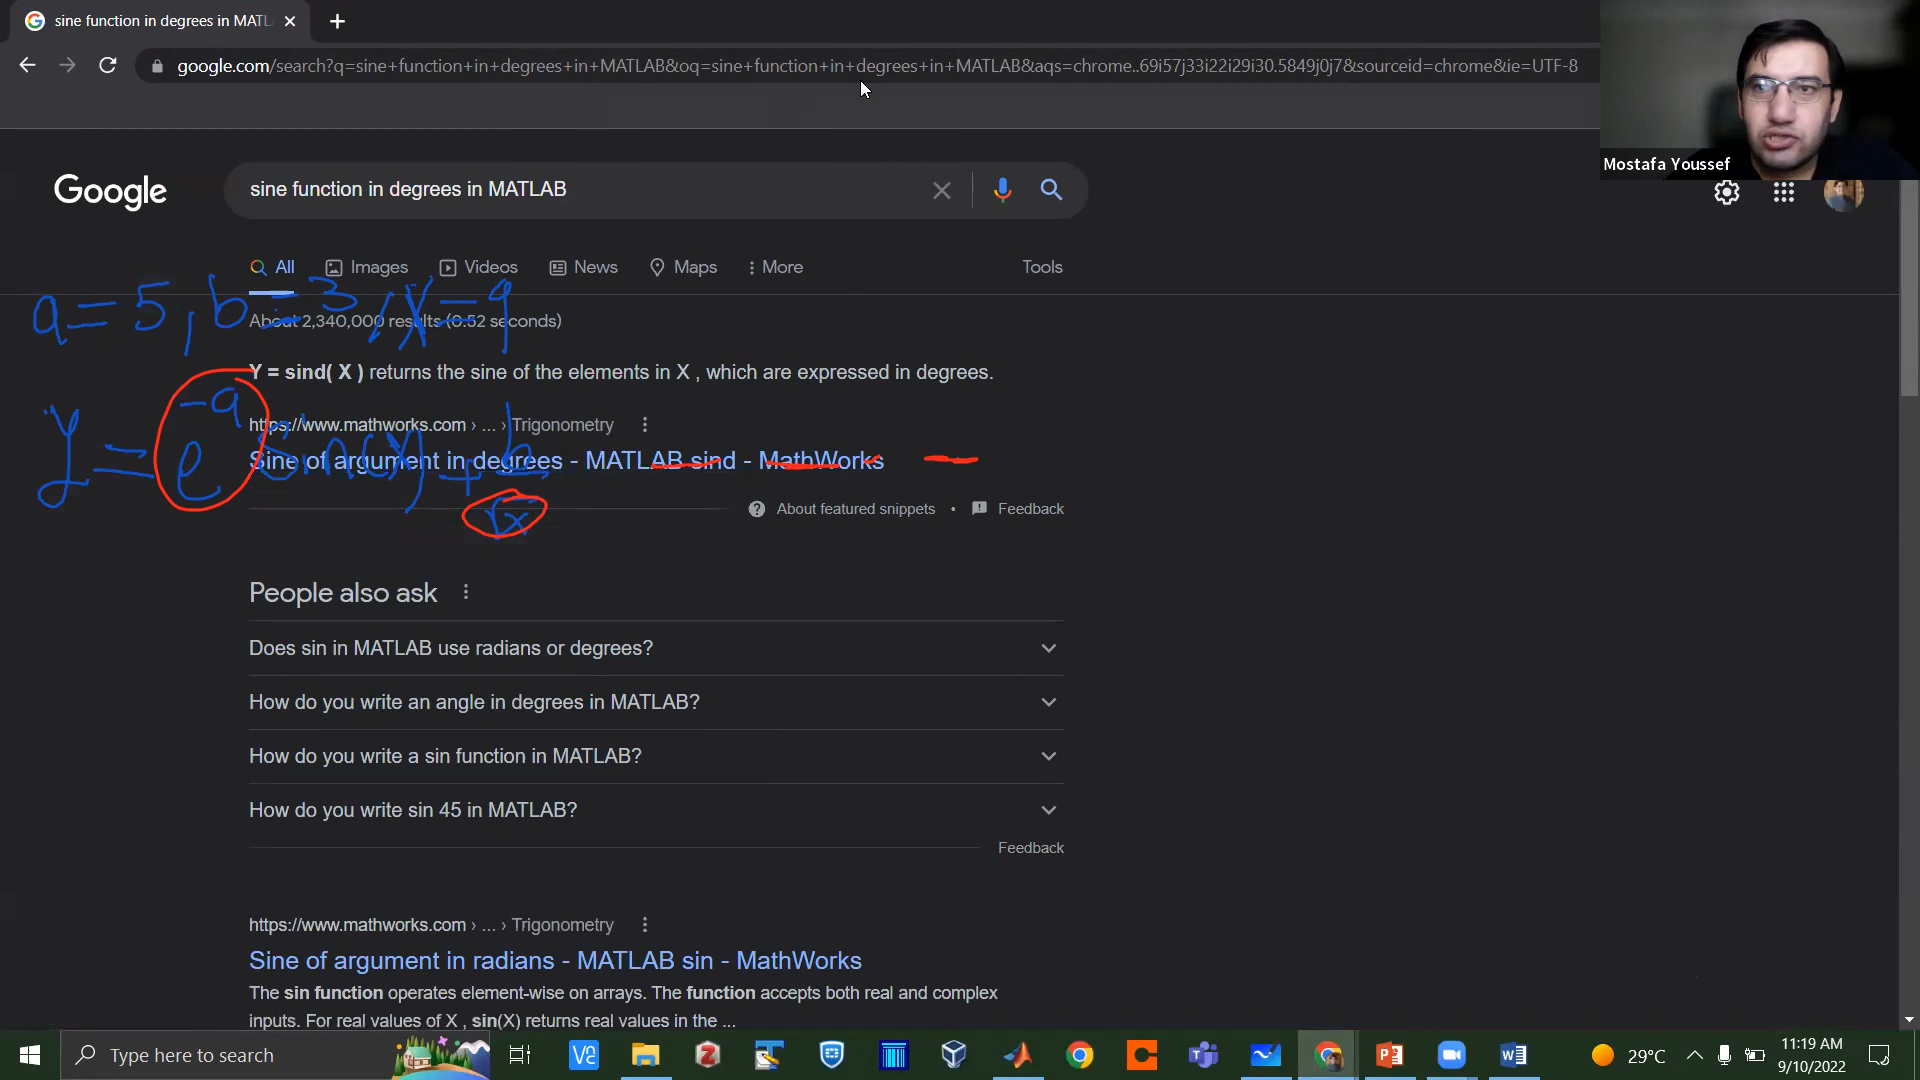 sine function in degrees in MATL
google.com/search?q=sine+function+in+degrees+in+MATLAB&oq=sine+function+in+degrees+in+MATLAB&aqs=chrome..69i57j33i22i29i30.5849j0j7&sourceid=chrome&ie=UTF-8
Mostafa Youssef
Google
sine function in degrees in MATLAB
All Images Videos News Maps More Tools
a = 5, b = 3, x = 9
About 2,340,000 results (0.52 seconds)
Y = sind( X ) returns the sine of the elements in X , which are expressed in degrees.
https://www.mathworks.com › ... › Trigonometry
y = e^-a sin(x) + b/√x
Sine of argument in degrees - MATLAB sind - MathWorks
About featured snippets • Feedback
People also ask
Does sin in MATLAB use radians or degrees?
How do you write an angle in degrees in MATLAB?
How do you write a sin function in MATLAB?
How do you write sin 45 in MATLAB?
Feedback
https://www.mathworks.com › ... › Trigonometry
Sine of argument in radians - MATLAB sin - MathWorks
The sin function operates element-wise on arrays. The function accepts both real and complex
inputs. For real values of X , sin(X) returns real values in the ...
Type here to search
29°C
11:19 AM
9/10/2022